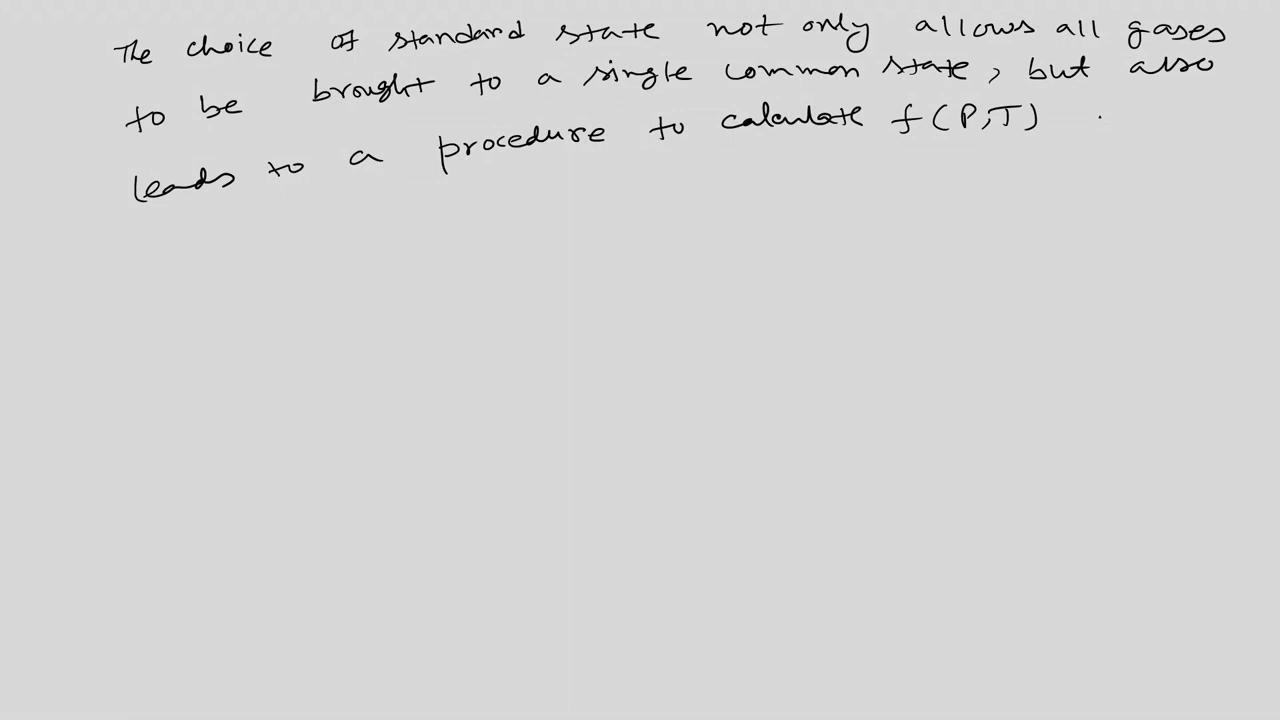 The choice of standard state not only allows all gases
to be brought to a single common state, but also
leads to a procedure to calculate f(P,T) .